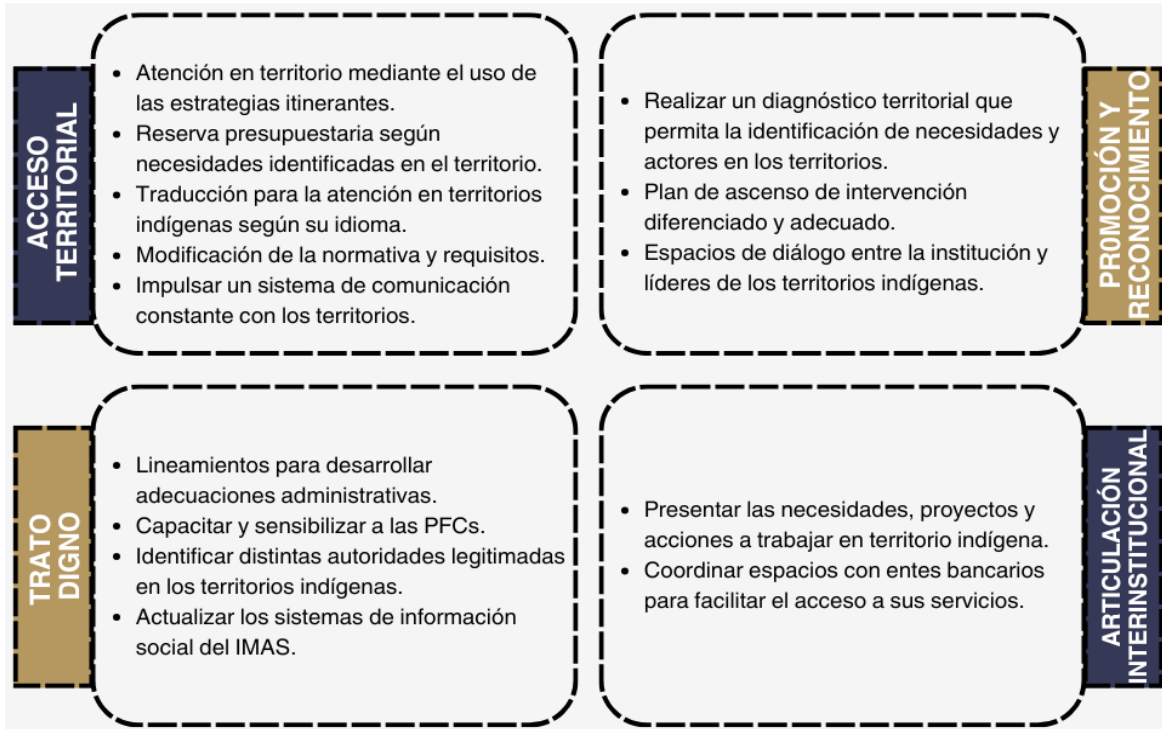 ACCESO
TERRITORIAL
• Atención en territorio mediante el uso de
las estrategias itinerantes.
• Reserva presupuestaria según
necesidades identificadas en el territorio.
• Traducción para la atención en territorios
indígenas según su idioma.
• Modificación de la normativa y requisitos.
• Impulsar un sistema de comunicación
constante con los territorios.
PR0MOCIÓN Y
RECONOCIMIENTO
• Realizar un diagnóstico territorial que
permita la identificación de necesidades y
actores en los territorios.
• Plan de ascenso de intervención
diferenciado y adecuado.
• Espacios de diálogo entre la institución y
líderes de los territorios indígenas.
TRATO
DIGNO
• Lineamientos para desarrollar
adecuaciones administrativas.
• Capacitar y sensibilizar a las PFCs.
• Identificar distintas autoridades legitimadas
en los territorios indígenas.
• Actualizar los sistemas de información
social del IMAS.
ARTICULACIÓN
INTERINSTITUCIONAL
• Presentar las necesidades, proyectos y
acciones a trabajar en territorio indígena.
• Coordinar espacios con entes bancarios
para facilitar el acceso a sus servicios.